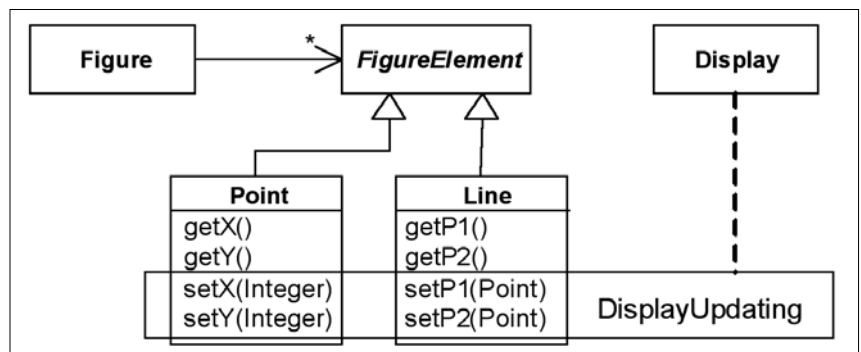 Figure
*
FigureElement
Display
Point
getX()
getY()
setX(Integer)
setY(Integer)
Line
getP1()
getP2()
setP1(Point)
setP2(Point)
DisplayUpdating